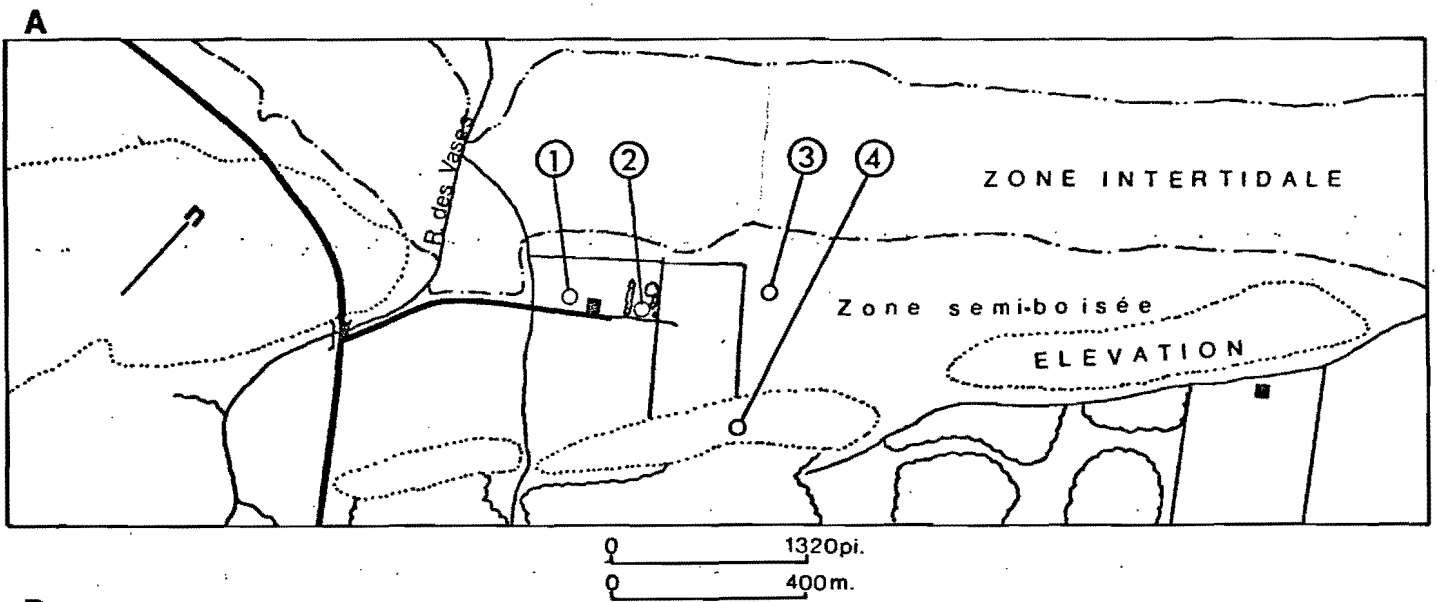 A
R. des Vases
1
2
3
4
ZONE INTERTIDALE
Zone semi-boisée
ELEVATION
0 1320pi.
0 400m.